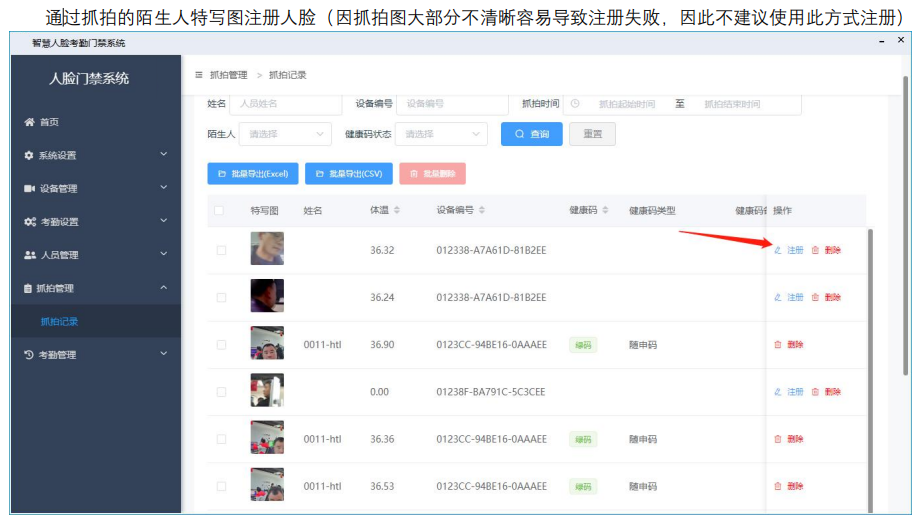 通过抓拍的陌生人特写图注册人脸（因抓拍图大部分不清晰容易导致注册失败，因此不建议使用此方式注册）
智慧人脸考勤门禁系统
人脸门禁系统
抓拍管理 > 抓拍记录
首页
系统设置
设备管理
考勤设置
人员管理
抓拍管理
抓拍记录
考勤管理
姓名 人员姓名 设备编号 设备编号 抓拍时间 抓拍起始时间 至 抓拍结束时间
陌生人 请选择 健康码状态 请选择 查询 重置
批量导出(Excel) 批量导出(CSV) 批量删除
特写图 姓名 体温 设备编号 健康码 健康码类型 健康码 操作
36.32 012338-A7A61D-81B2EE 注册 删除
36.24 012338-A7A61D-81B2EE 注册 删除
0011-htl 36.90 0123CC-94BE16-0AAAEE 绿码 随申码 删除
0.00 01238F-BA791C-5C3CEE 注册 删除
0011-htl 36.36 0123CC-94BE16-0AAAEE 绿码 随申码 删除
0011-htl 36.53 0123CC-94BE16-0AAAEE 绿码 随申码 删除